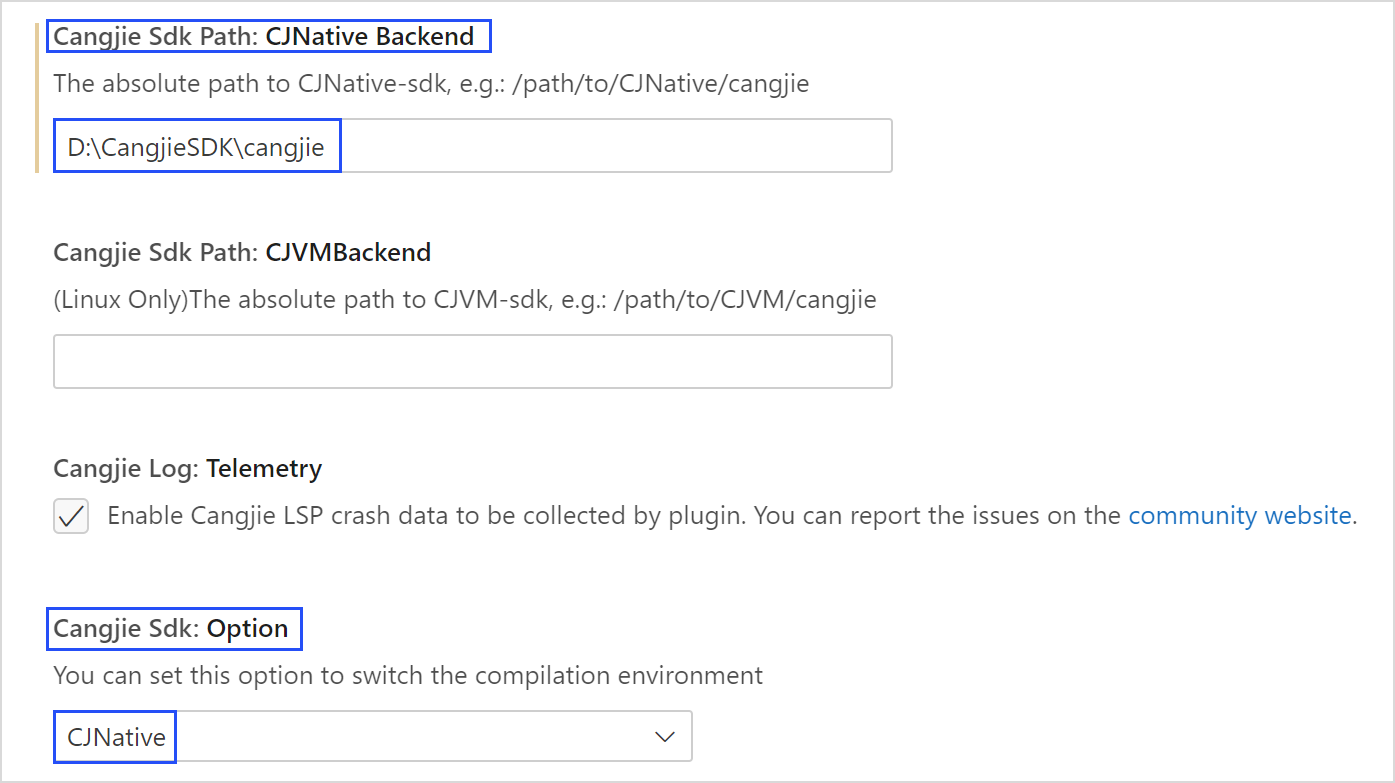 Cangjie Sdk Path: CJNative Backend
The absolute path to CJNative-sdk, e.g.: /path/to/CJNative/cangjie
D:\CangjieSDK\cangjie
Cangjie Sdk Path: CJVMBackend
(Linux Only)The absolute path to CJVM-sdk, e.g.: /path/to/CJVM/cangjie
Cangjie Log: Telemetry
Enable Cangjie LSP crash data to be collected by plugin. You can report the issues on the community website.
Cangjie Sdk: Option
You can set this option to switch the compilation environment
CJNative